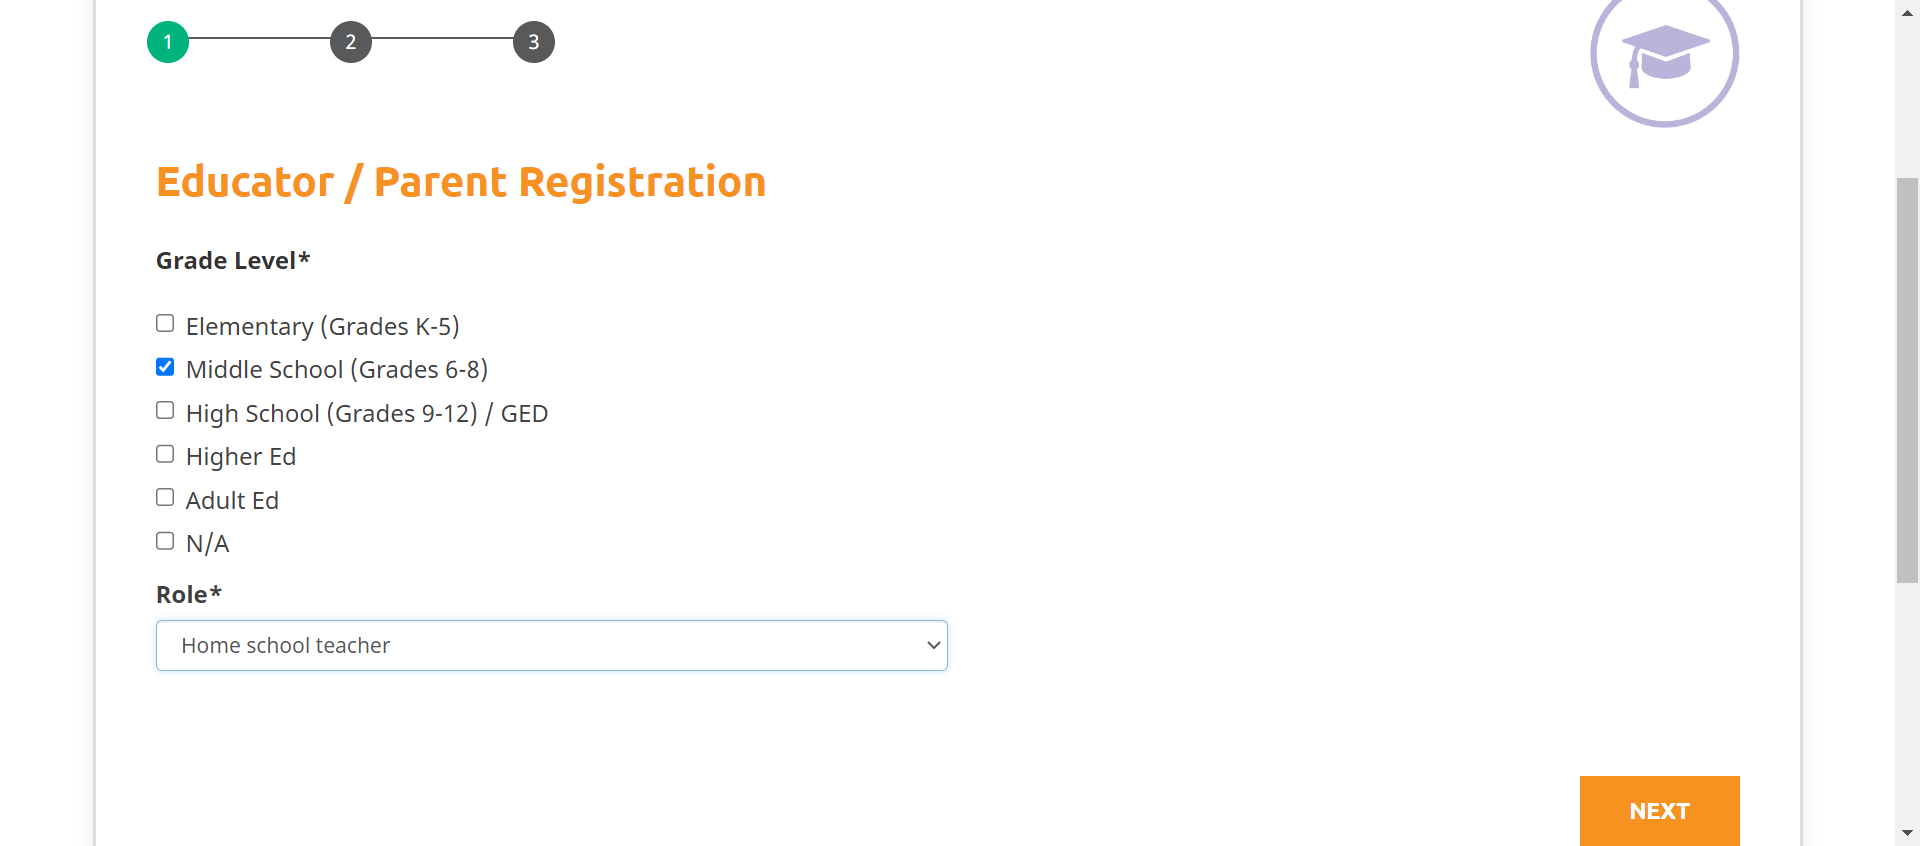 1 2 3
Educator / Parent Registration
Grade Level*
Elementary (Grades K-5)
Middle School (Grades 6-8)
High School (Grades 9-12) / GED
Higher Ed
Adult Ed
N/A
Role*
Home school teacher
NEXT